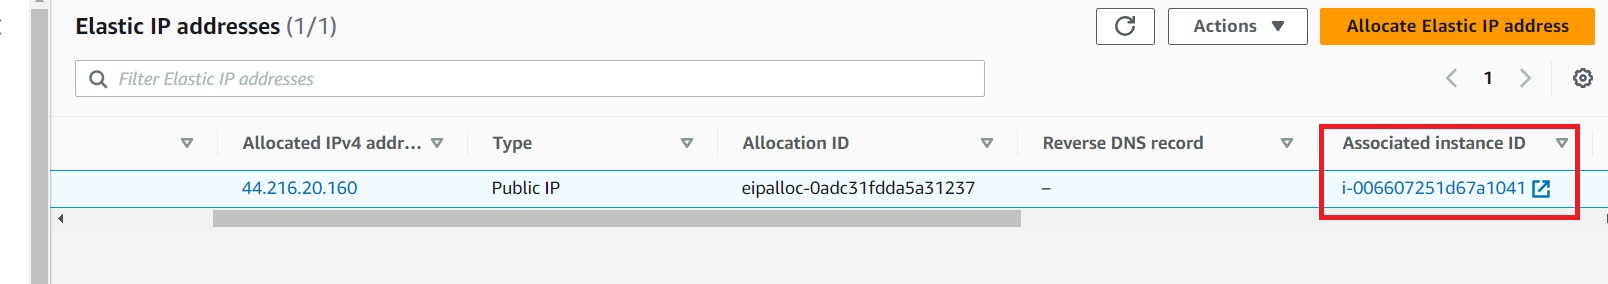 Elastic IP addresses (1/1)
Actions
Allocate Elastic IP address
Filter Elastic IP addresses
1
Allocated IPv4 addr... Type Allocation ID Reverse DNS record Associated instance ID
44.216.20.160 Public IP eipalloc-0adc31fdda5a31237 – i-006607251d67a1041